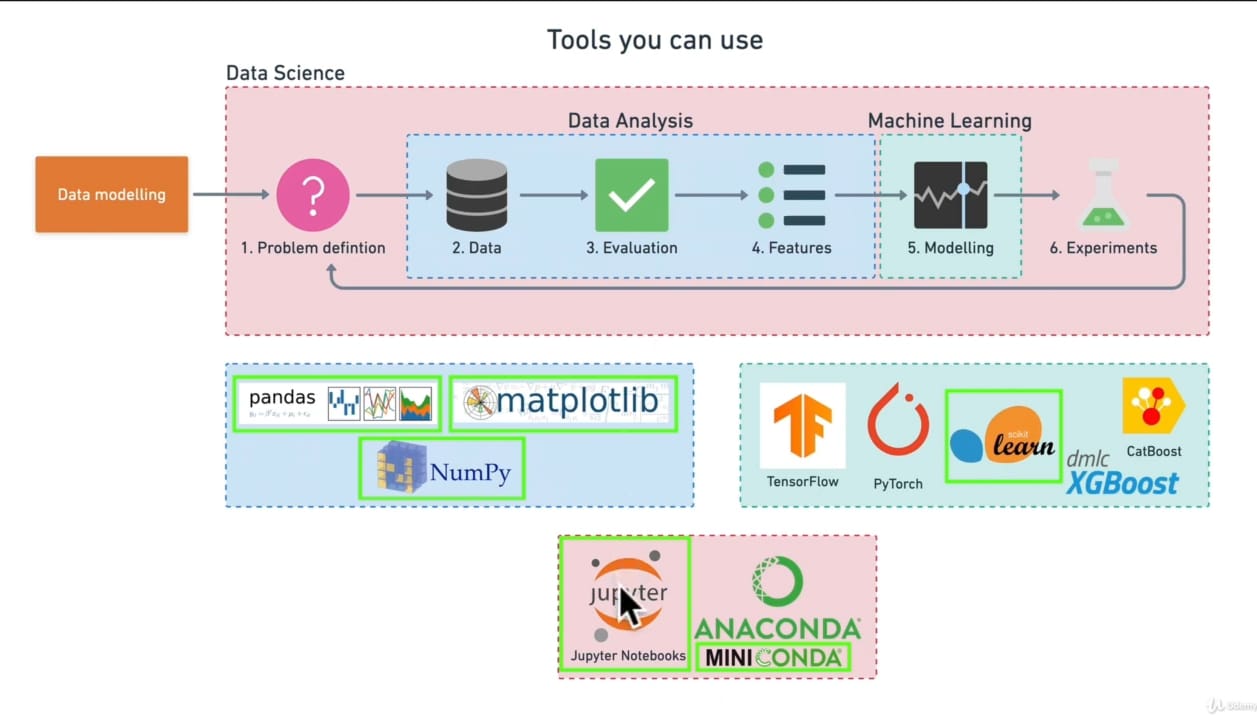 Tools you can use
Data Science
Data Analysis
Machine Learning
Data modelling
?
1. Problem defintion
2. Data
3. Evaluation
4. Features
5. Modelling
6. Experiments
pandas
matplotlib
NumPy
TF
TensorFlow
PyTorch
scikit
learn
CatBoost
dmlc
XGBoost
jupyter
Jupyter Notebooks
ANACONDA
MINICONDA
Udemy